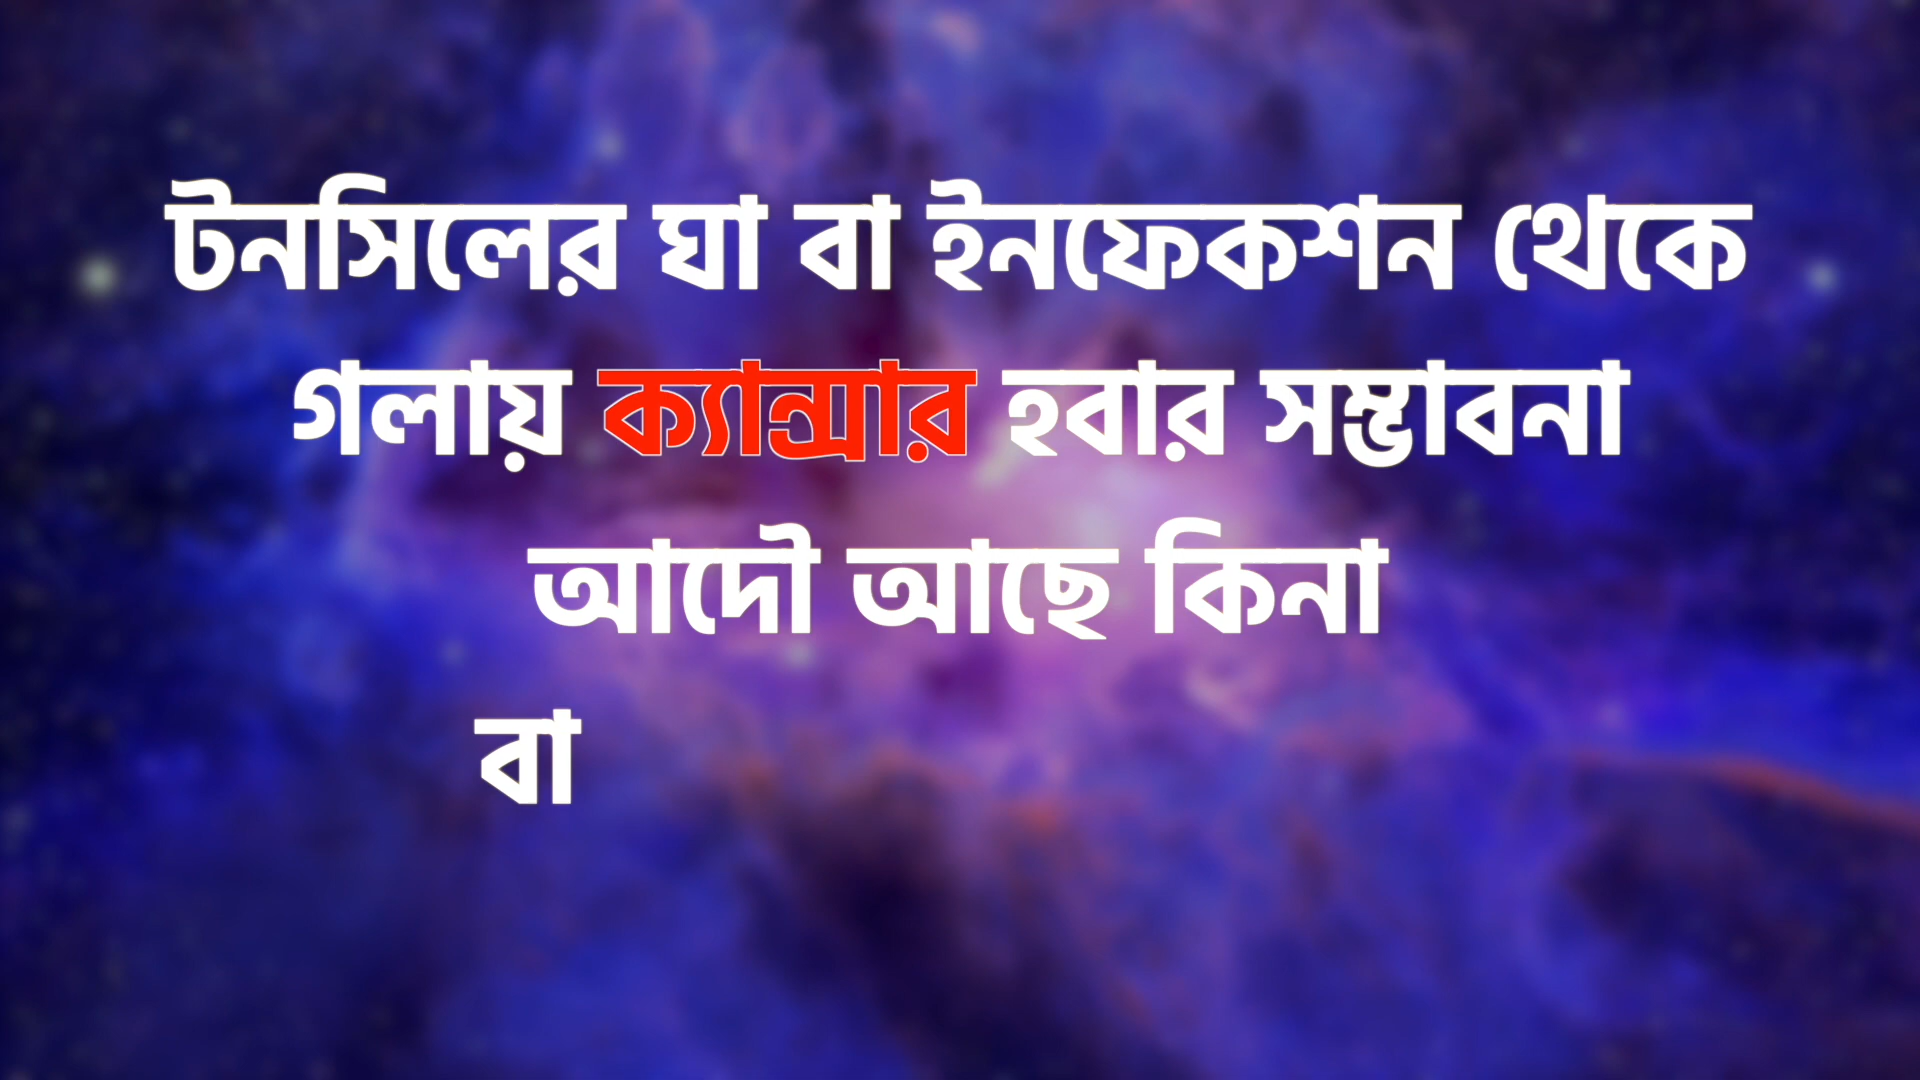 টনসিলের ঘা বা ইনফেকশন থেকে
গলায় ক্যান্সার হবার সম্ভাবনা
আদৌ আছে কিনা
বা